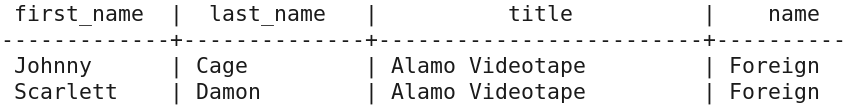 first_name | last_name | title | name
-------------+--------------+-------------------------+----------
Johnny | Cage | Alamo Videotape | Foreign
Scarlett | Damon | Alamo Videotape | Foreign